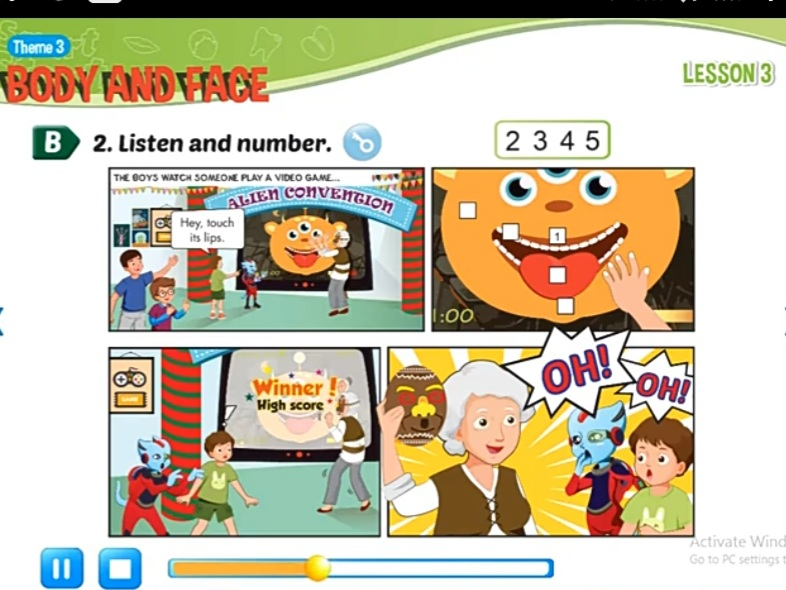 Theme 3
BODY AND FACE
LESSON 3
B 2. Listen and number.
2 3 4 5
THE BOYS WATCH SOMEONE PLAY A VIDEO GAME...
ALIEN CONVENTION
Hey, touch
its lips.
1
:00
GAME
Winner!
High score
OH!
OH!
Activate Wind
Go to PC settings t